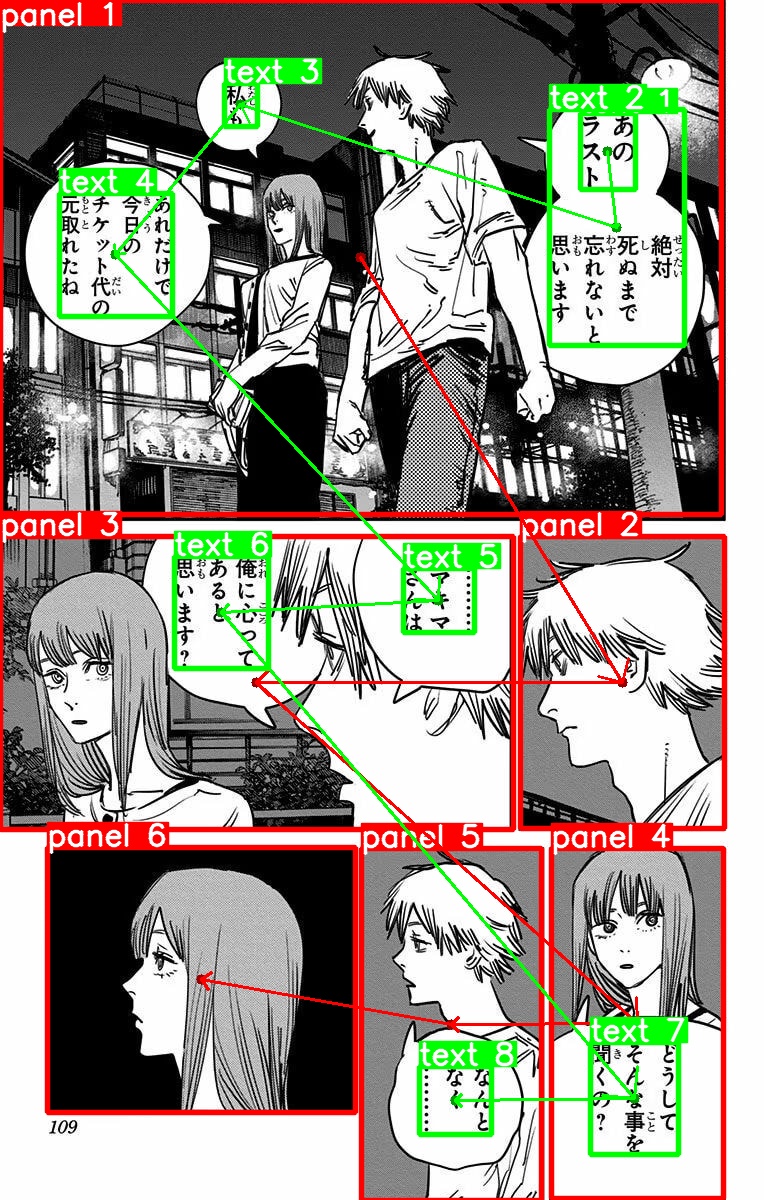 panel 1
text 2 1
あの
ラスト
絶対
死ぬまで
忘れないと
思います
text 3
私も
text 4
あれだけで
今日の
チケット代の
元取れたね
panel 2
panel 3
text 5
アキマ
さんは
text 6
俺に心って
あると
思います?
panel 4
text 7
どうして
そんな事を
聞くの?
panel 5
text 8
なんと
なく
………
panel 6
109